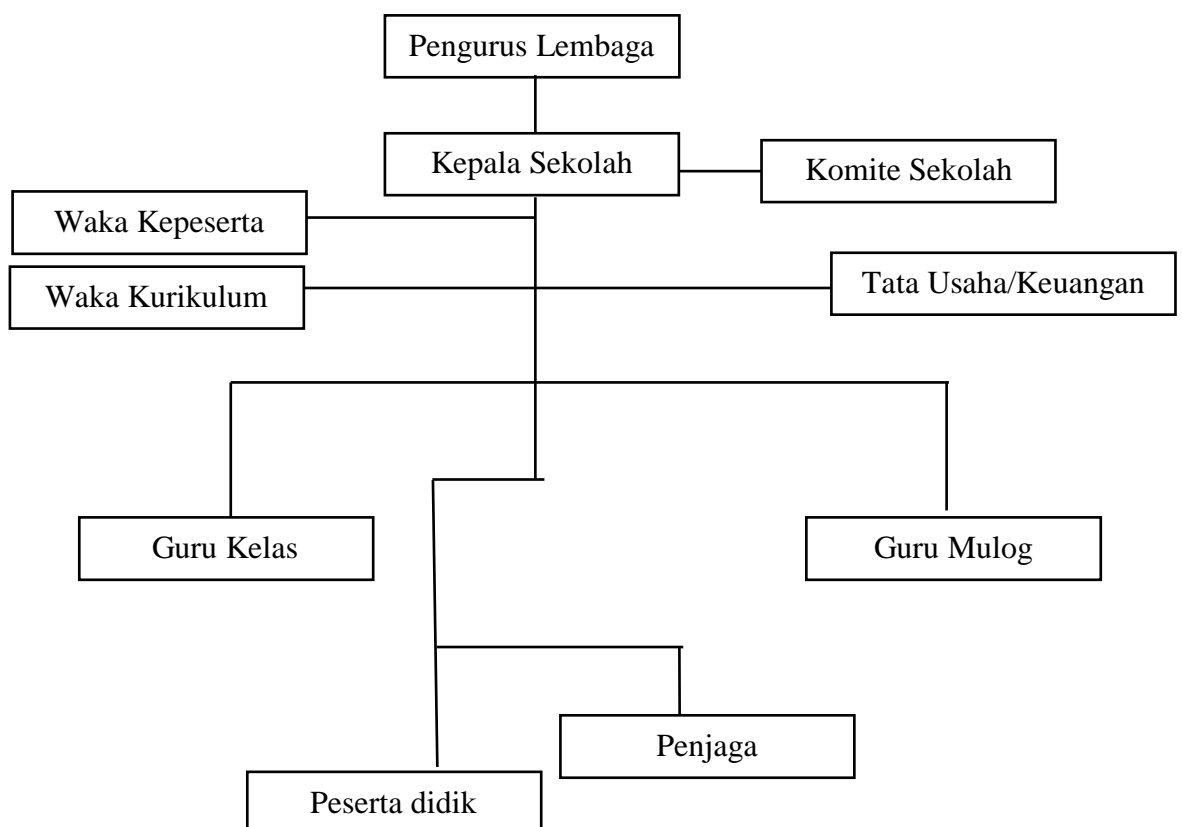 Pengurus Lembaga
Kepala Sekolah
Komite Sekolah
Waka Kepeserta
Waka Kurikulum
Tata Usaha/Keuangan
Guru Kelas
Guru Mulog
Penjaga
Peserta didik